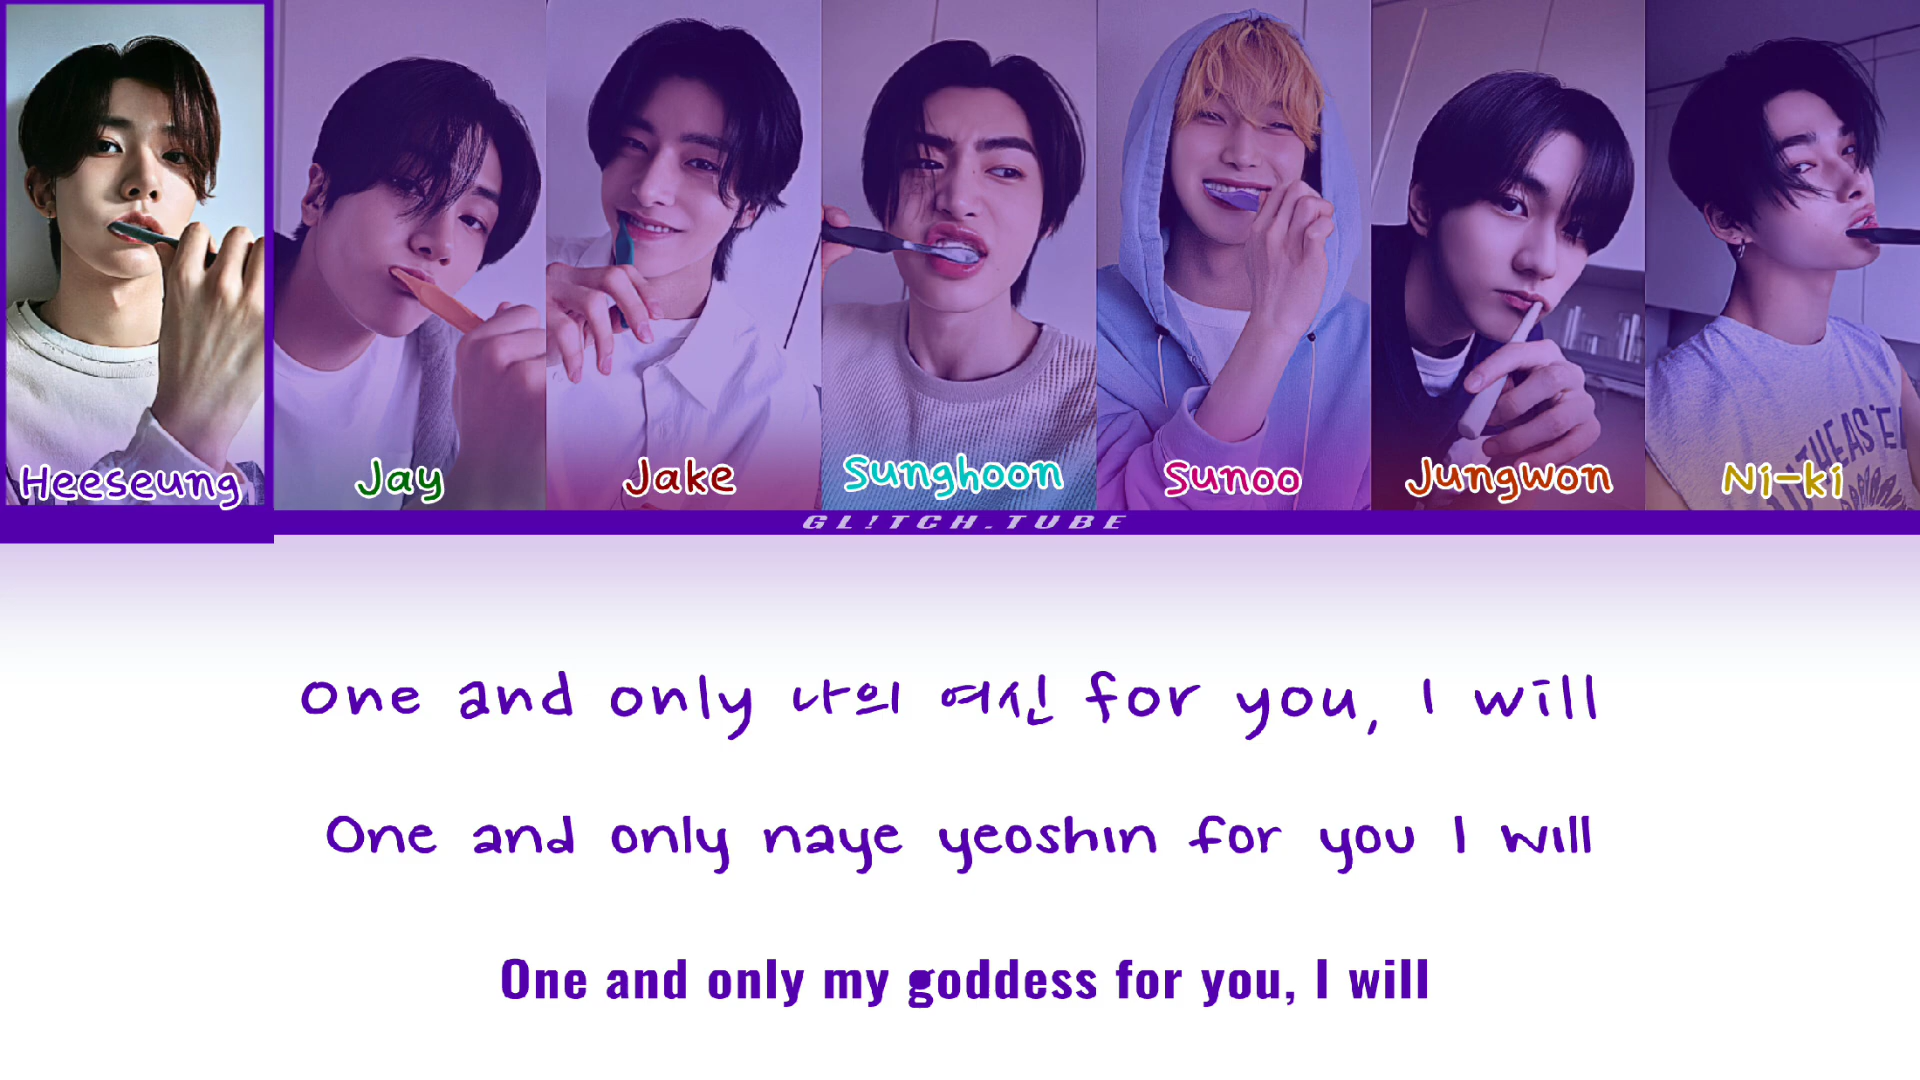 Heeseung
Jay
Jake
Sunghoon
Sunoo
Jungwon
Ni-ki
GL!TCH.TUBE
One and only 나의 여신 for you, I will
One and only naye yeoshin for you I will
One and only my goddess for you, I will